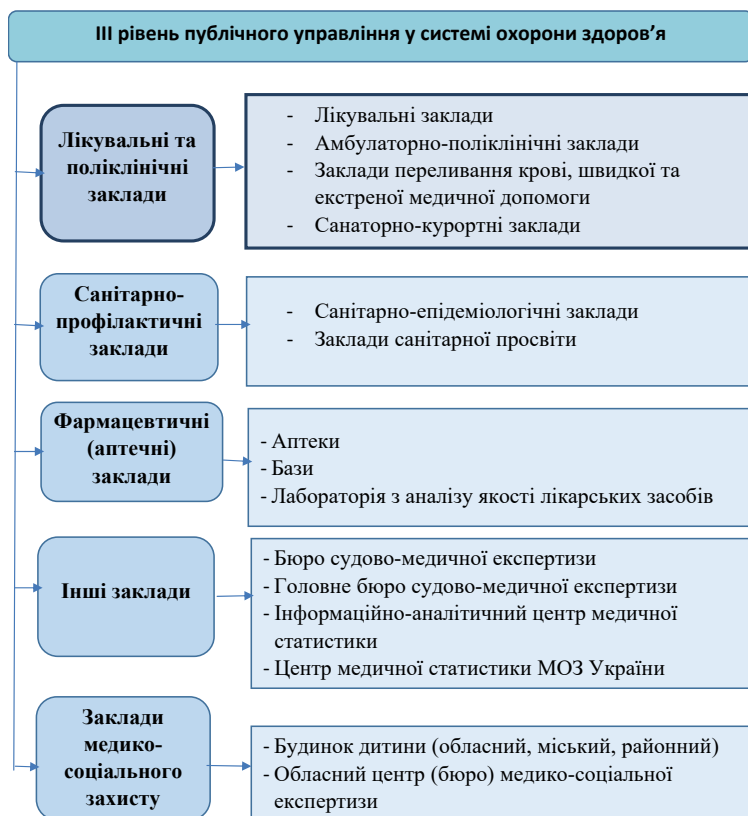 ІІІ рівень публічного управління у системі охорони здоров’я
Лікувальні та
поліклінічні
заклади
- Лікувальні заклади
- Амбулаторно-поліклінічні заклади
- Заклади переливання крові, швидкої та
екстреної медичної допомоги
- Санаторно-курортні заклади
Санітарно-
профілактичні
заклади
- Санітарно-епідеміологічні заклади
- Заклади санітарної просвіти
Фармацевтичні
(аптечні)
заклади
- Аптеки
- Бази
- Лабораторія з аналізу якості лікарських засобів
Інші заклади
- Бюро судово-медичної експертизи
- Головне бюро судово-медичної експертизи
- Інформаційно-аналітичний центр медичної
статистики
- Центр медичної статистики МОЗ України
Заклади
медико-
соціального
захисту
- Будинок дитини (обласний, міський, районний)
- Обласний центр (бюро) медико-соціальної
експертизи